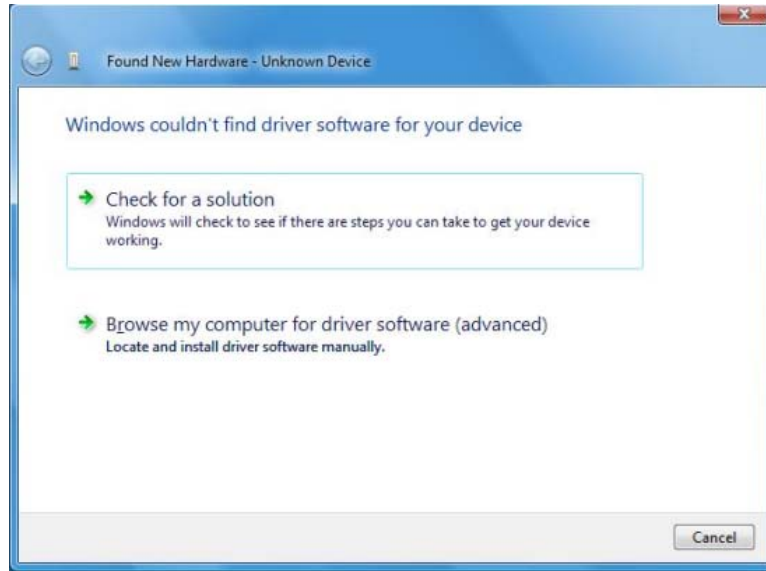 Found New Hardware - Unknown Device
Windows couldn't find driver software for your device
Check for a solution
Windows will check to see if there are steps you can take to get your device
working.
Browse my computer for driver software (advanced)
Locate and install driver software manually.
Cancel